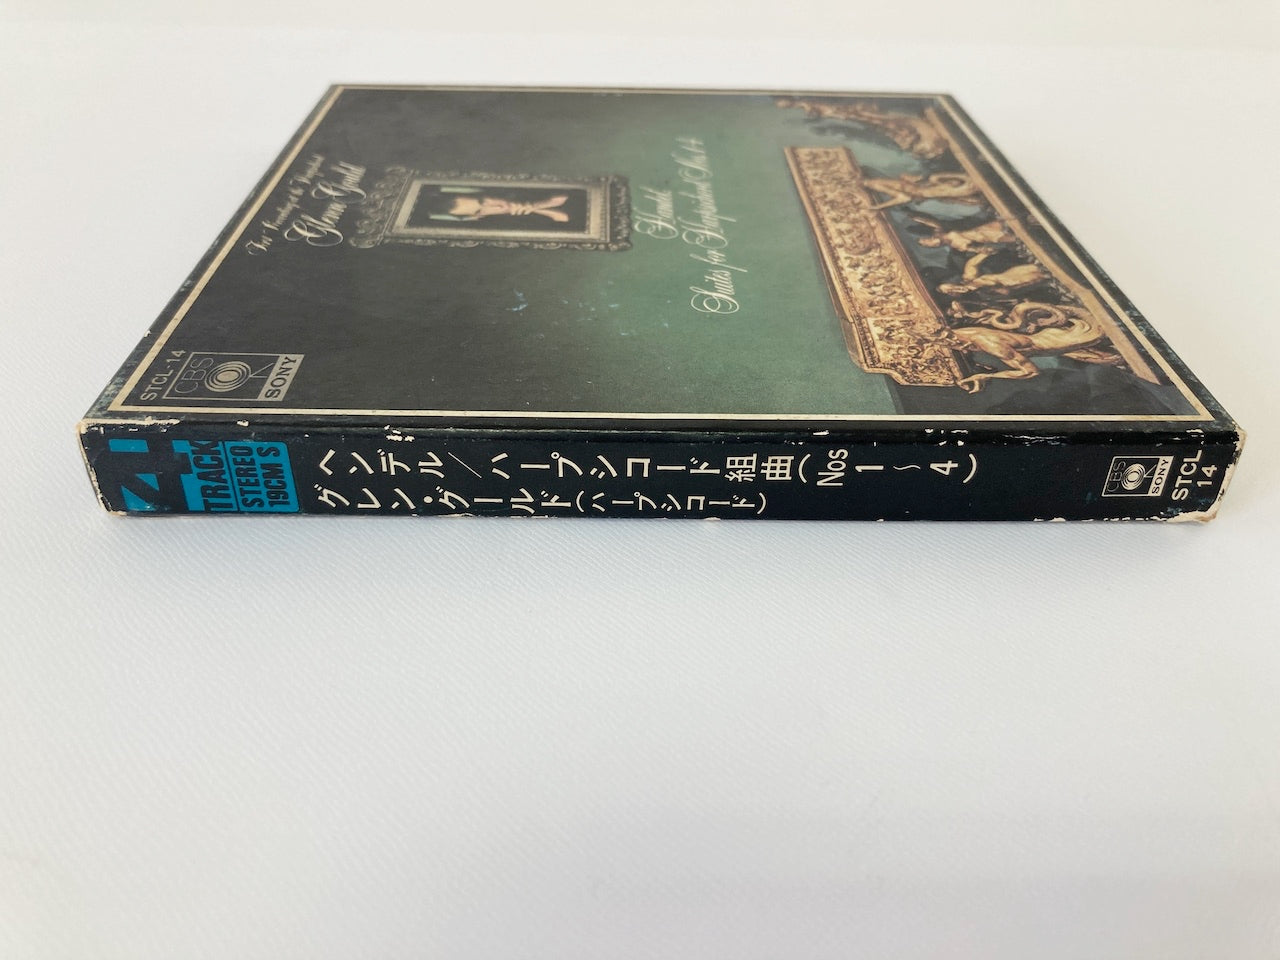 First Recordings at the Harpsichord
Glenn Gould
Handel:
Suites for Harpsichord Nos. 1-4
STCL-14
CBS
SONY
4
TRACK
STEREO
19CM S
ヘンデル／ハープシコード組曲(Nos 1～4)
グレン・グールド(ハープシコード)
CBS
SONY
STCL
14